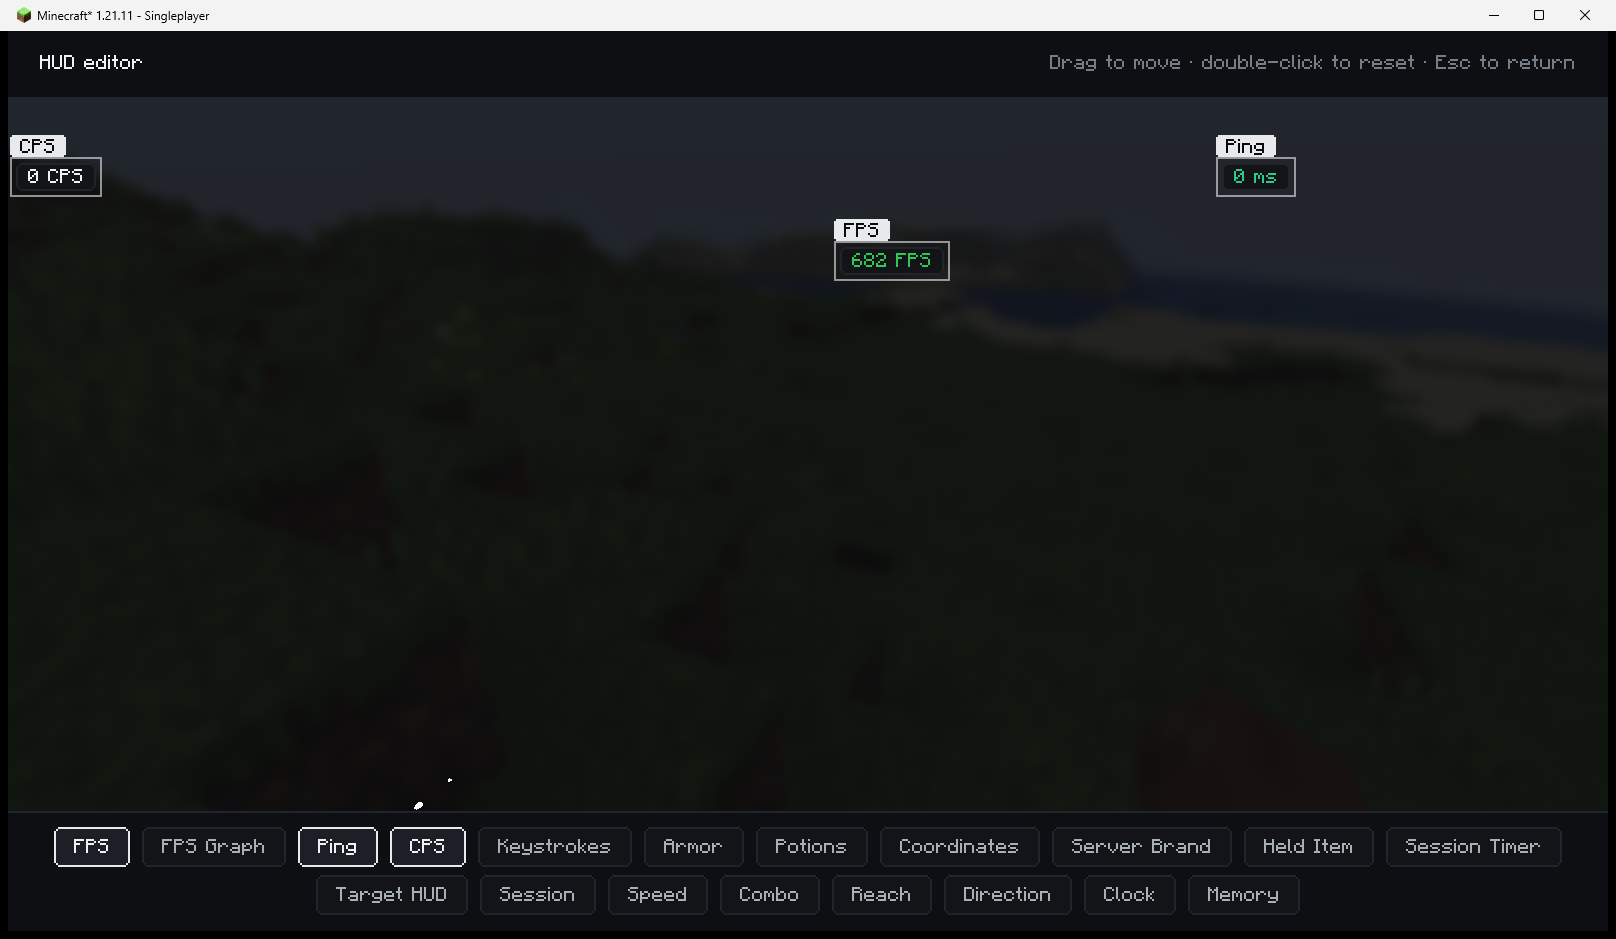 Minecraft* 1.21.11 - Singleplayer
HUD editor
Drag to move · double-click to reset · Esc to return
CPS
0 CPS
Ping
0 ms
FPS
682 FPS
FPS
FPS Graph
Ping
CPS
Keystrokes
Armor
Potions
Coordinates
Server Brand
Held Item
Session Timer
Target HUD
Session
Speed
Combo
Reach
Direction
Clock
Memory